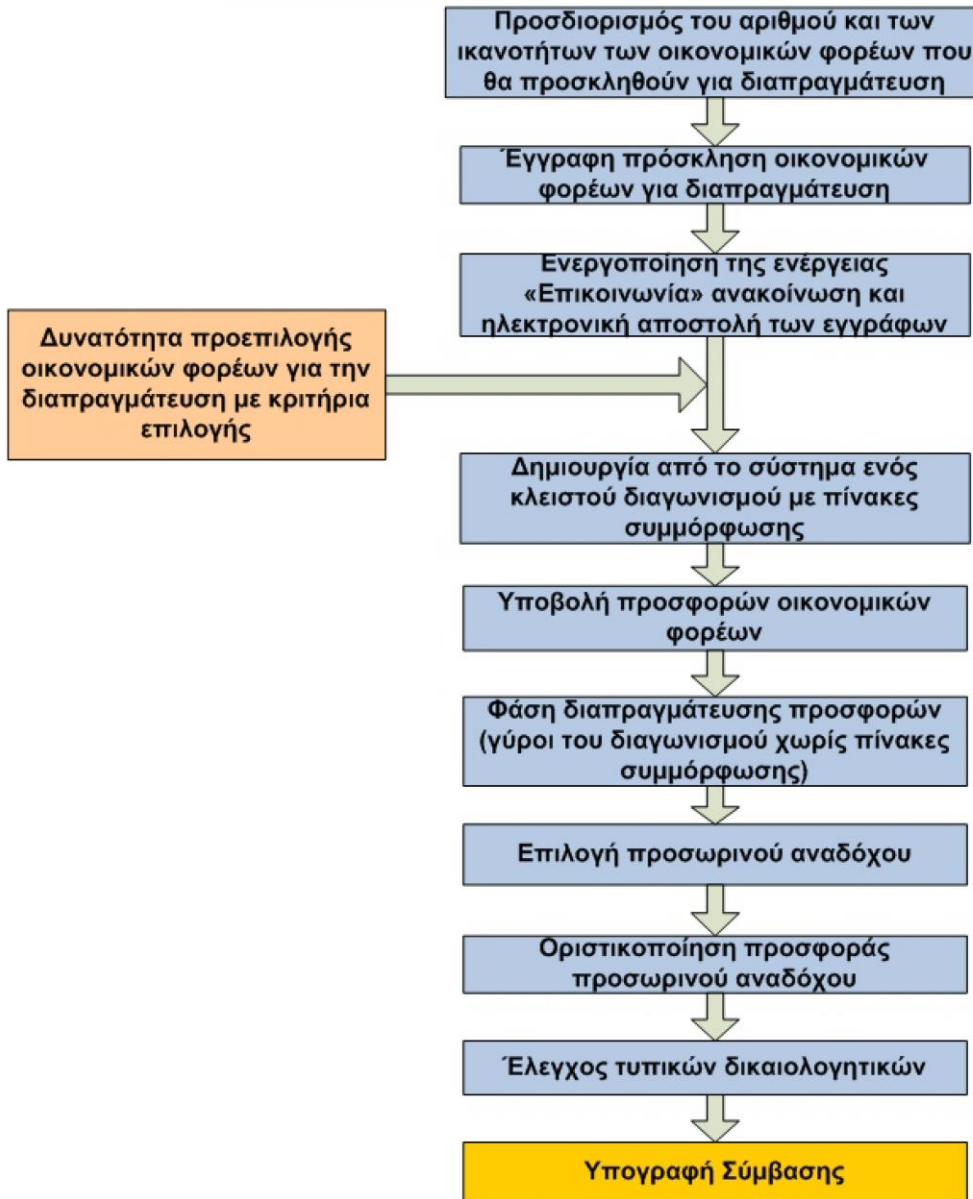 Προσδιορισμός του αριθμού και των
ικανοτήτων των οικονομικών φορέων που
θα προσκληθούν για διαπραγμάτευση
Έγγραφη πρόσκληση οικονομικών
φορέων για διαπραγμάτευση
Ενεργοποίηση της ενέργειας
«Επικοινωνία» ανακοίνωση και
ηλεκτρονική αποστολή των εγγράφων
Δυνατότητα προεπιλογής
οικονομικών φορέων για την
διαπραγμάτευση με κριτήρια
επιλογής
Δημιουργία από το σύστημα ενός
κλειστού διαγωνισμού με πίνακες
συμμόρφωσης
Υποβολή προσφορών οικονομικών
φορέων
Φάση διαπραγμάτευσης προσφορών
(γύροι του διαγωνισμού χωρίς πίνακες
συμμόρφωσης)
Επιλογή προσωρινού αναδόχου
Οριστικοποίηση προσφοράς
προσωρινού αναδόχου
Έλεγχος τυπικών δικαιολογητικών
Υπογραφή Σύμβασης